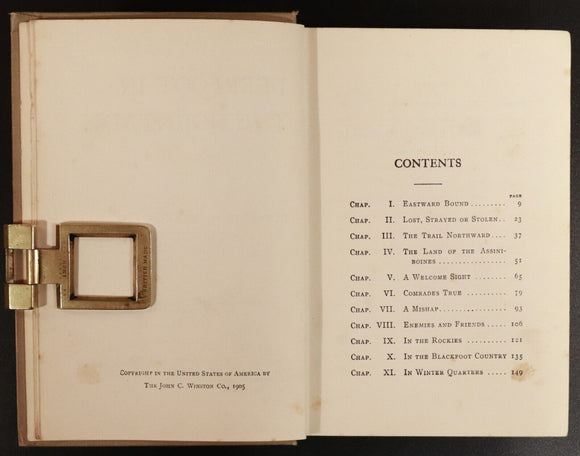 COPYRIGHT IN THE UNITED STATES OF AMERICA BY
THE JOHN C. WINSTON CO., 1905
BRITISH MADE
CONTENTS
PAGE
CHAP. I. EASTWARD BOUND ......... 9
CHAP. II. LOST, STRAYED OR STOLEN .. 23
CHAP. III. THE TRAIL NORTHWARD .... 37
CHAP. IV. THE LAND OF THE ASSINI-
BOINES ................ 51
CHAP. V. A WELCOME SIGHT ........ 65
CHAP. VI. COMRADES TRUE .......... 79
CHAP. VII. A MISHAP ................ 93
CHAP. VIII. ENEMIES AND FRIENDS ..... 106
CHAP. IX. IN THE ROCKIES .......... 121
CHAP. X. IN THE BLACKFOOT COUNTRY 135
CHAP. XI. IN WINTER QUARTERS ..... 149